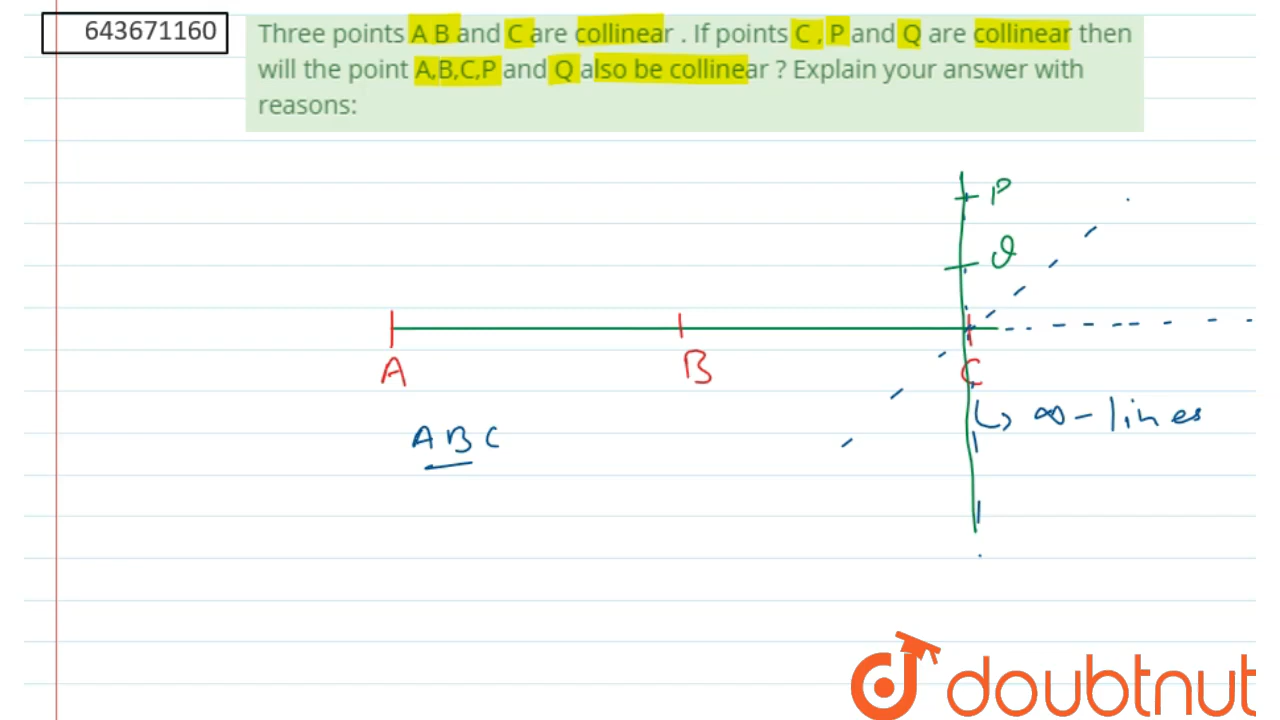 643671160
Three points A B and C are collinear . If points C , P and Q are collinear then
will the point A,B,C,P and Q also be collinear ? Explain your answer with
reasons:
P
Q
A
B
C
∞ - lines
A B C
doubtnut